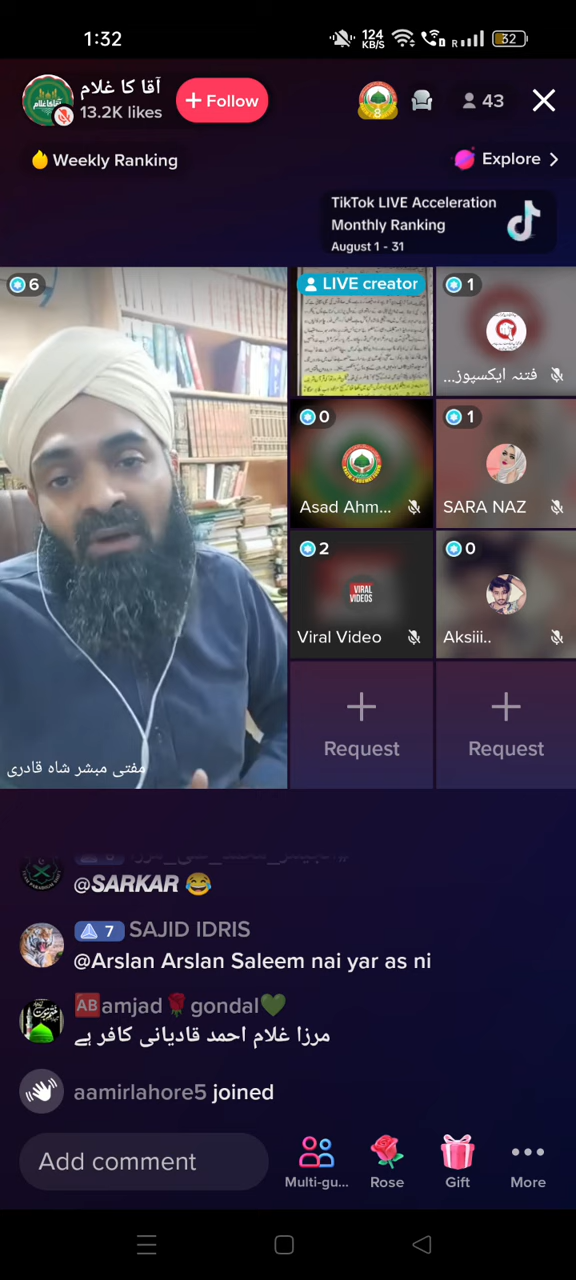 1:32
124
KB/S
R
32
آقا کا غلام
13.2K likes
+ Follow
8
43
Weekly Ranking
Explore >
TikTok LIVE Acceleration
Monthly Ranking
August 1 - 31
6
LIVE creator
1
فتنہ ایکسپوز...
0
Asad Ahm...
1
SARA NAZ
2
VIRAL
VIDEOS
Viral Video
0
Aksiii..
Request
Request
مفتی مبشر شاہ قادری
@SARKAR 😂
7 SAJID IDRIS
@Arslan Arslan Saleem nai yar as ni
🆎amjad🌹gondal💚
مرزا غلام احمد قادیانی کافر ہے
aamirlahore5 joined
Add comment
Multi-gu...
Rose
Gift
More